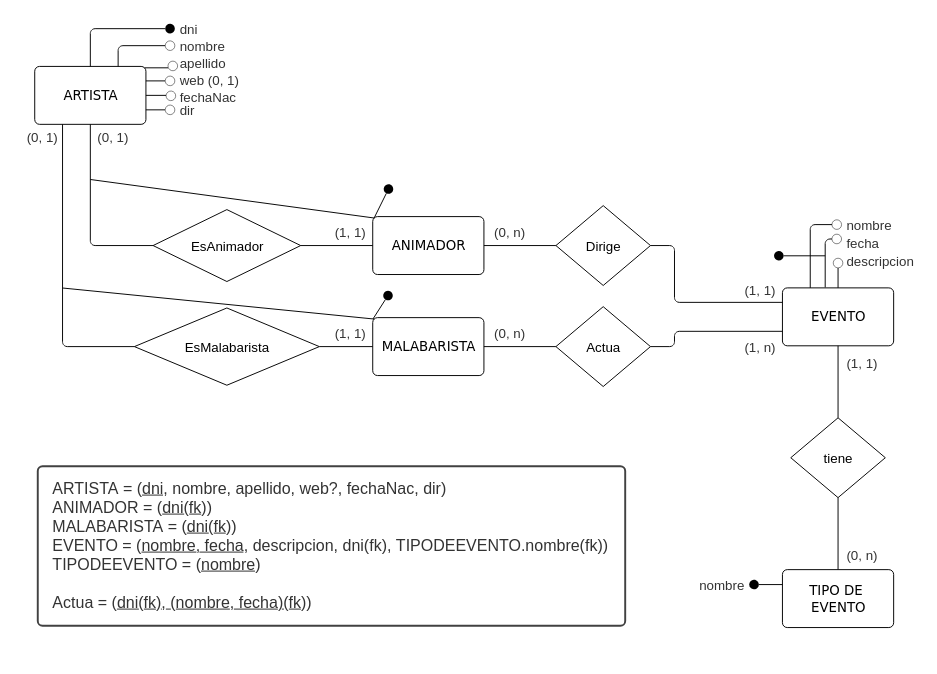 dni
nombre
apellido
web (0, 1)
fechaNac
dir
ARTISTA
(0, 1)
(0, 1)
EsAnimador
(1, 1)
ANIMADOR
(0, n)
Dirige
(1, 1)
nombre
fecha
descripcion
EVENTO
EsMalabarista
(1, 1)
MALABARISTA
(0, n)
Actua
(1, n)
(1, 1)
tiene
(0, n)
nombre
TIPO DE
EVENTO
ARTISTA = (dni, nombre, apellido, web?, fechaNac, dir)
ANIMADOR = (dni(fk))
MALABARISTA = (dni(fk))
EVENTO = (nombre, fecha, descripcion, dni(fk), TIPODEEVENTO.nombre(fk))
TIPODEEVENTO = (nombre)
Actua = (dni(fk), (nombre, fecha)(fk))